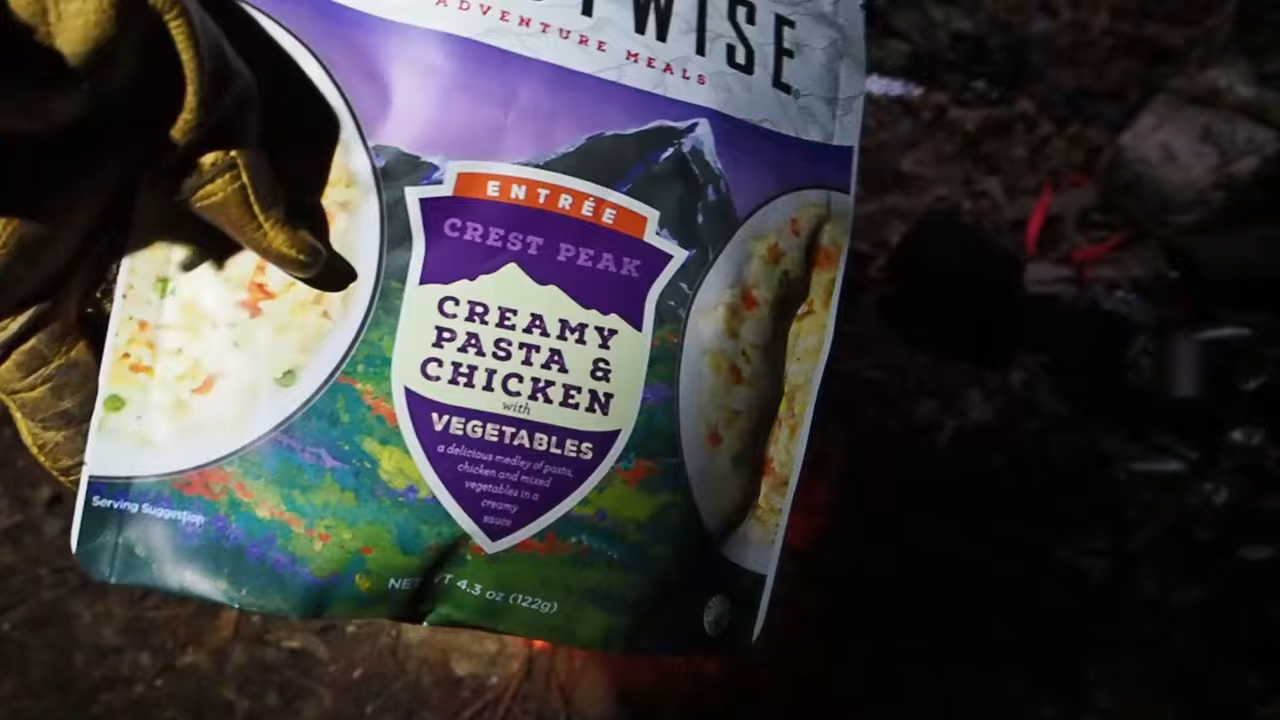 WISE
ADVENTURE MEALS
ENTRÉE
CREST PEAK
CREAMY
PASTA &
CHICKEN
with
VEGETABLES
a delicious medley of pasta,
chicken and mixed
vegetables in a
creamy
sauce
Serving Suggestion
4.3 oz (122g)